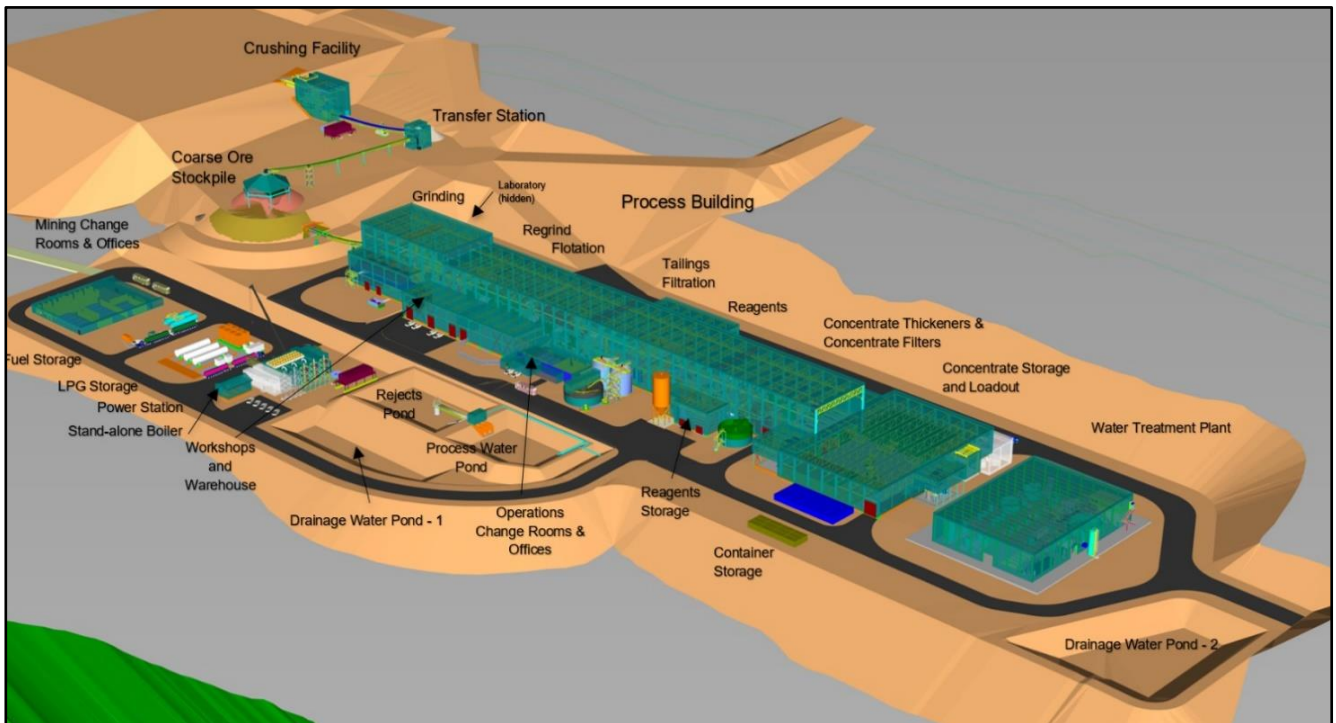 Crushing Facility
Transfer Station
Coarse Ore
Stockpile
Grinding
Laboratory
(hidden)
Process Building
Mining Change
Rooms & Offices
Regrind
Flotation
Tailings
Filtration
Reagents
Concentrate Thickeners &
Concentrate Filters
Concentrate Storage
and Loadout
Water Treatment Plant
Fuel Storage
LPG Storage
Power Station
Stand-alone Boiler
Workshops
and
Warehouse
Rejects
Pond
Process Water
Pond
Drainage Water Pond - 1
Operations
Change Rooms &
Offices
Reagents
Storage
Container
Storage
Drainage Water Pond - 2